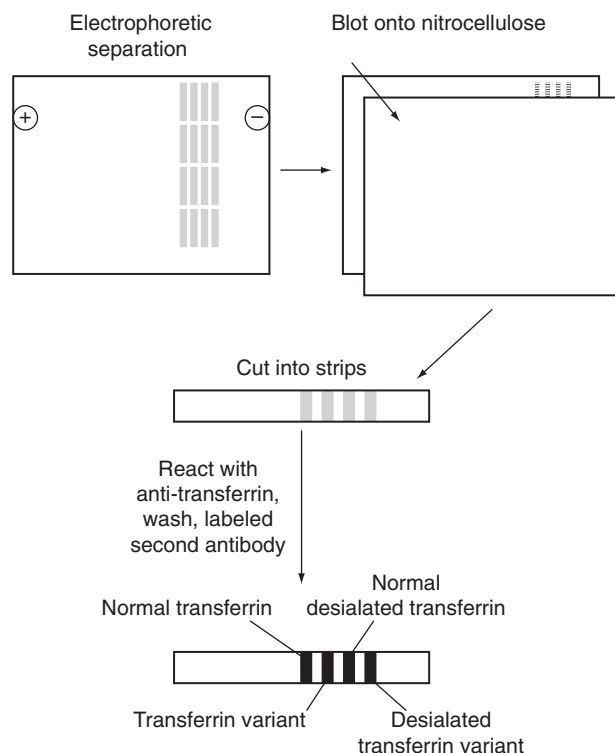 Electrophoretic
separation
Blot onto nitrocellulose
+
−
Cut into strips
React with
anti-transferrin,
wash, labeled
second antibody
Normal transferrin
Normal
desialated transferrin
Transferrin variant
Desialated
transferrin variant